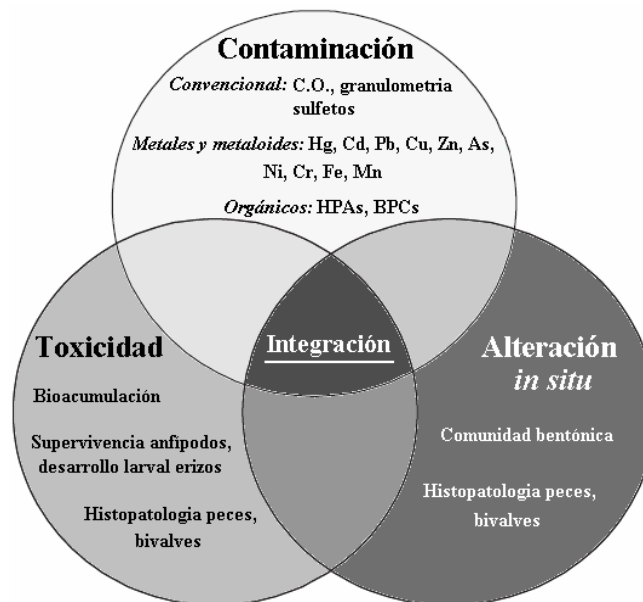 Contaminación
Convencional: C.O., granulometria
sulfetos
Metales y metaloides: Hg, Cd, Pb, Cu, Zn, As,
Ni, Cr, Fe, Mn
Orgánicos: HPAs, BPCs
Toxicidad
Bioacumulación
Supervivencia anfípodos,
desarrollo larval erizos
Histopatologia peces,
bivalves
Integración
Alteración
in situ
Comunidad bentónica
Histopatologia peces,
bivalves